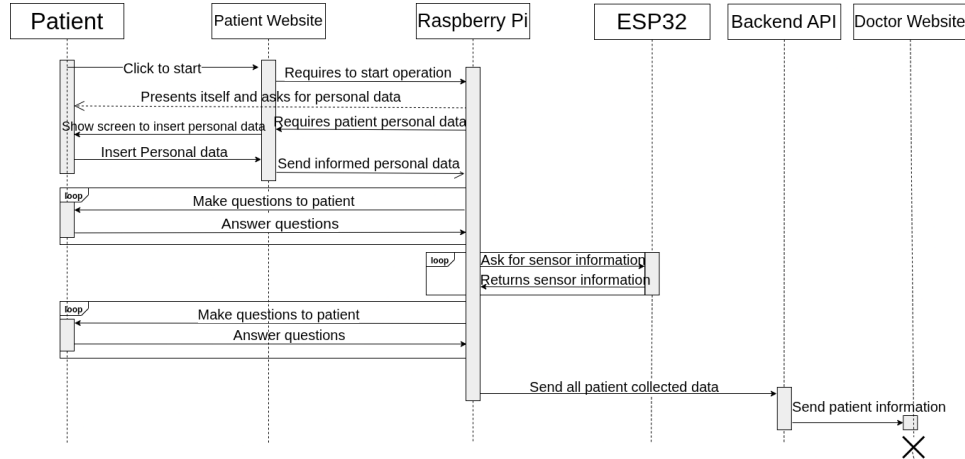 Patient
Patient Website
Raspberry Pi
ESP32
Backend API
Doctor Website
Click to start
Requires to start operation
Presents itself and asks for personal data
Requires patient personal data
Show screen to insert personal data
Insert Personal data
Send informed personal data
loop
Make questions to patient
Answer questions
loop
Ask for sensor information
Returns sensor information
loop
Make questions to patient
Answer questions
Send all patient collected data
Send patient information